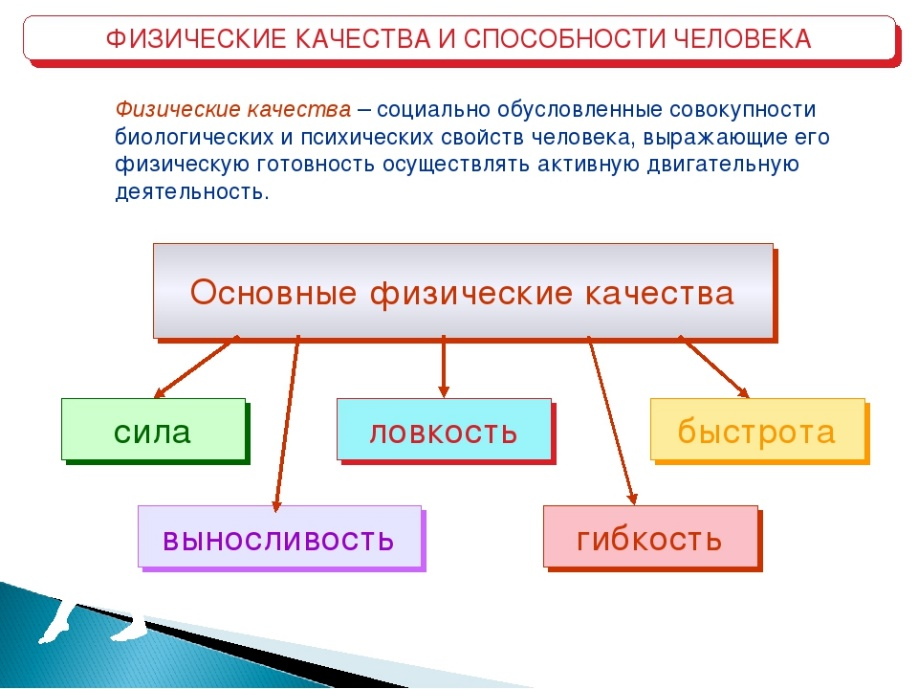 ФИЗИЧЕСКИЕ КАЧЕСТВА И СПОСОБНОСТИ ЧЕЛОВЕКА
Физические качества – социально обусловленные совокупности
биологических и психических свойств человека, выражающие его
физическую готовность осуществлять активную двигательную
деятельность.
Основные физические качества
сила
ловкость
быстрота
выносливость
гибкость